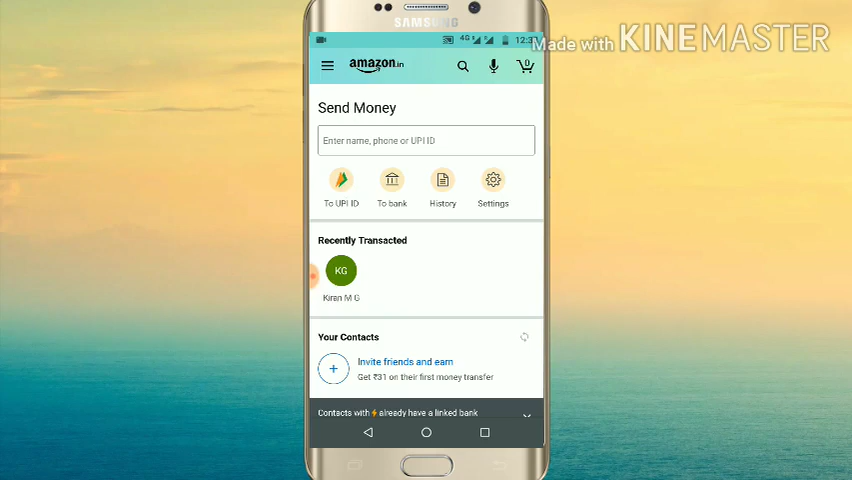 SAMSUNG
Made with KINEMASTER
4G
amazon.in
0
Send Money
Enter name, phone or UPI ID
To UPI ID To bank History Settings
Recently Transacted
KG
Kiran M G
Your Contacts
Invite friends and earn
Get ₹31 on their first money transfer
Contacts with already have a linked bank